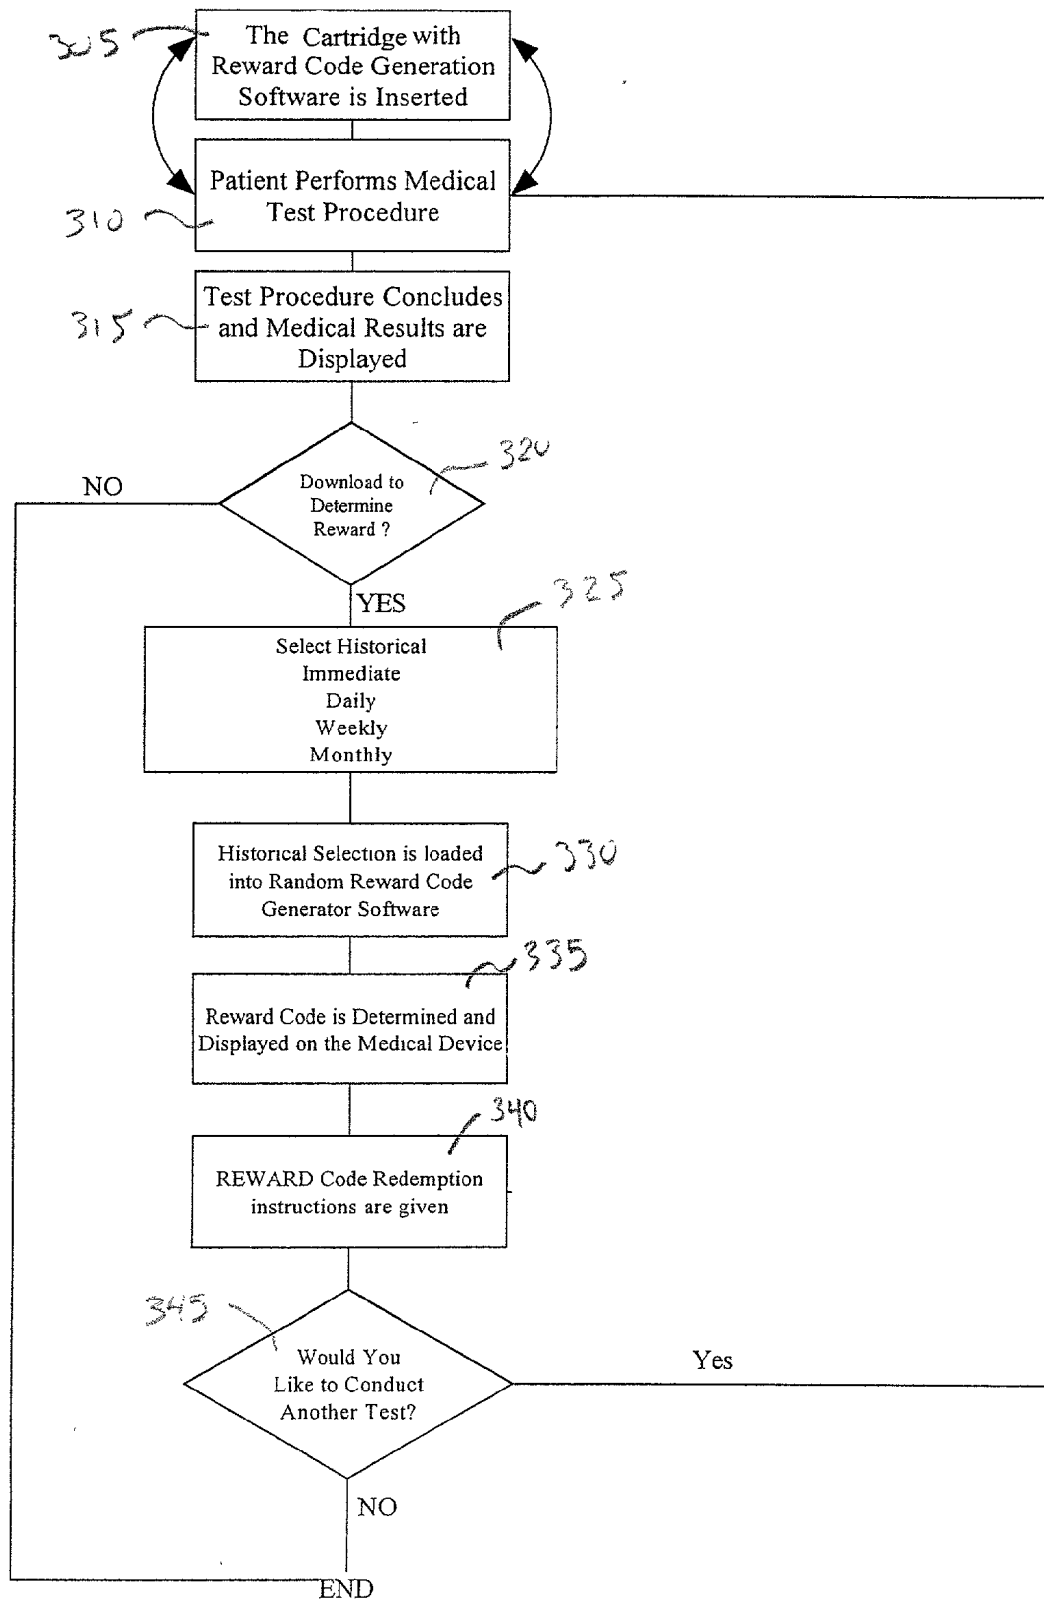 305
The Cartridge with
Reward Code Generation
Software is Inserted
Patient Performs Medical
Test Procedure
310
Test Procedure Concludes
and Medical Results are
Displayed
315
320
NO
Download to
Determine
Reward ?
YES
325
Select Historical
Immediate
Daily
Weekly
Monthly
Historical Selection is loaded
into Random Reward Code
Generator Software
330
335
Reward Code is Determined and
Displayed on the Medical Device
340
REWARD Code Redemption
instructions are given
345
Would You
Like to Conduct
Another Test?
Yes
NO
END